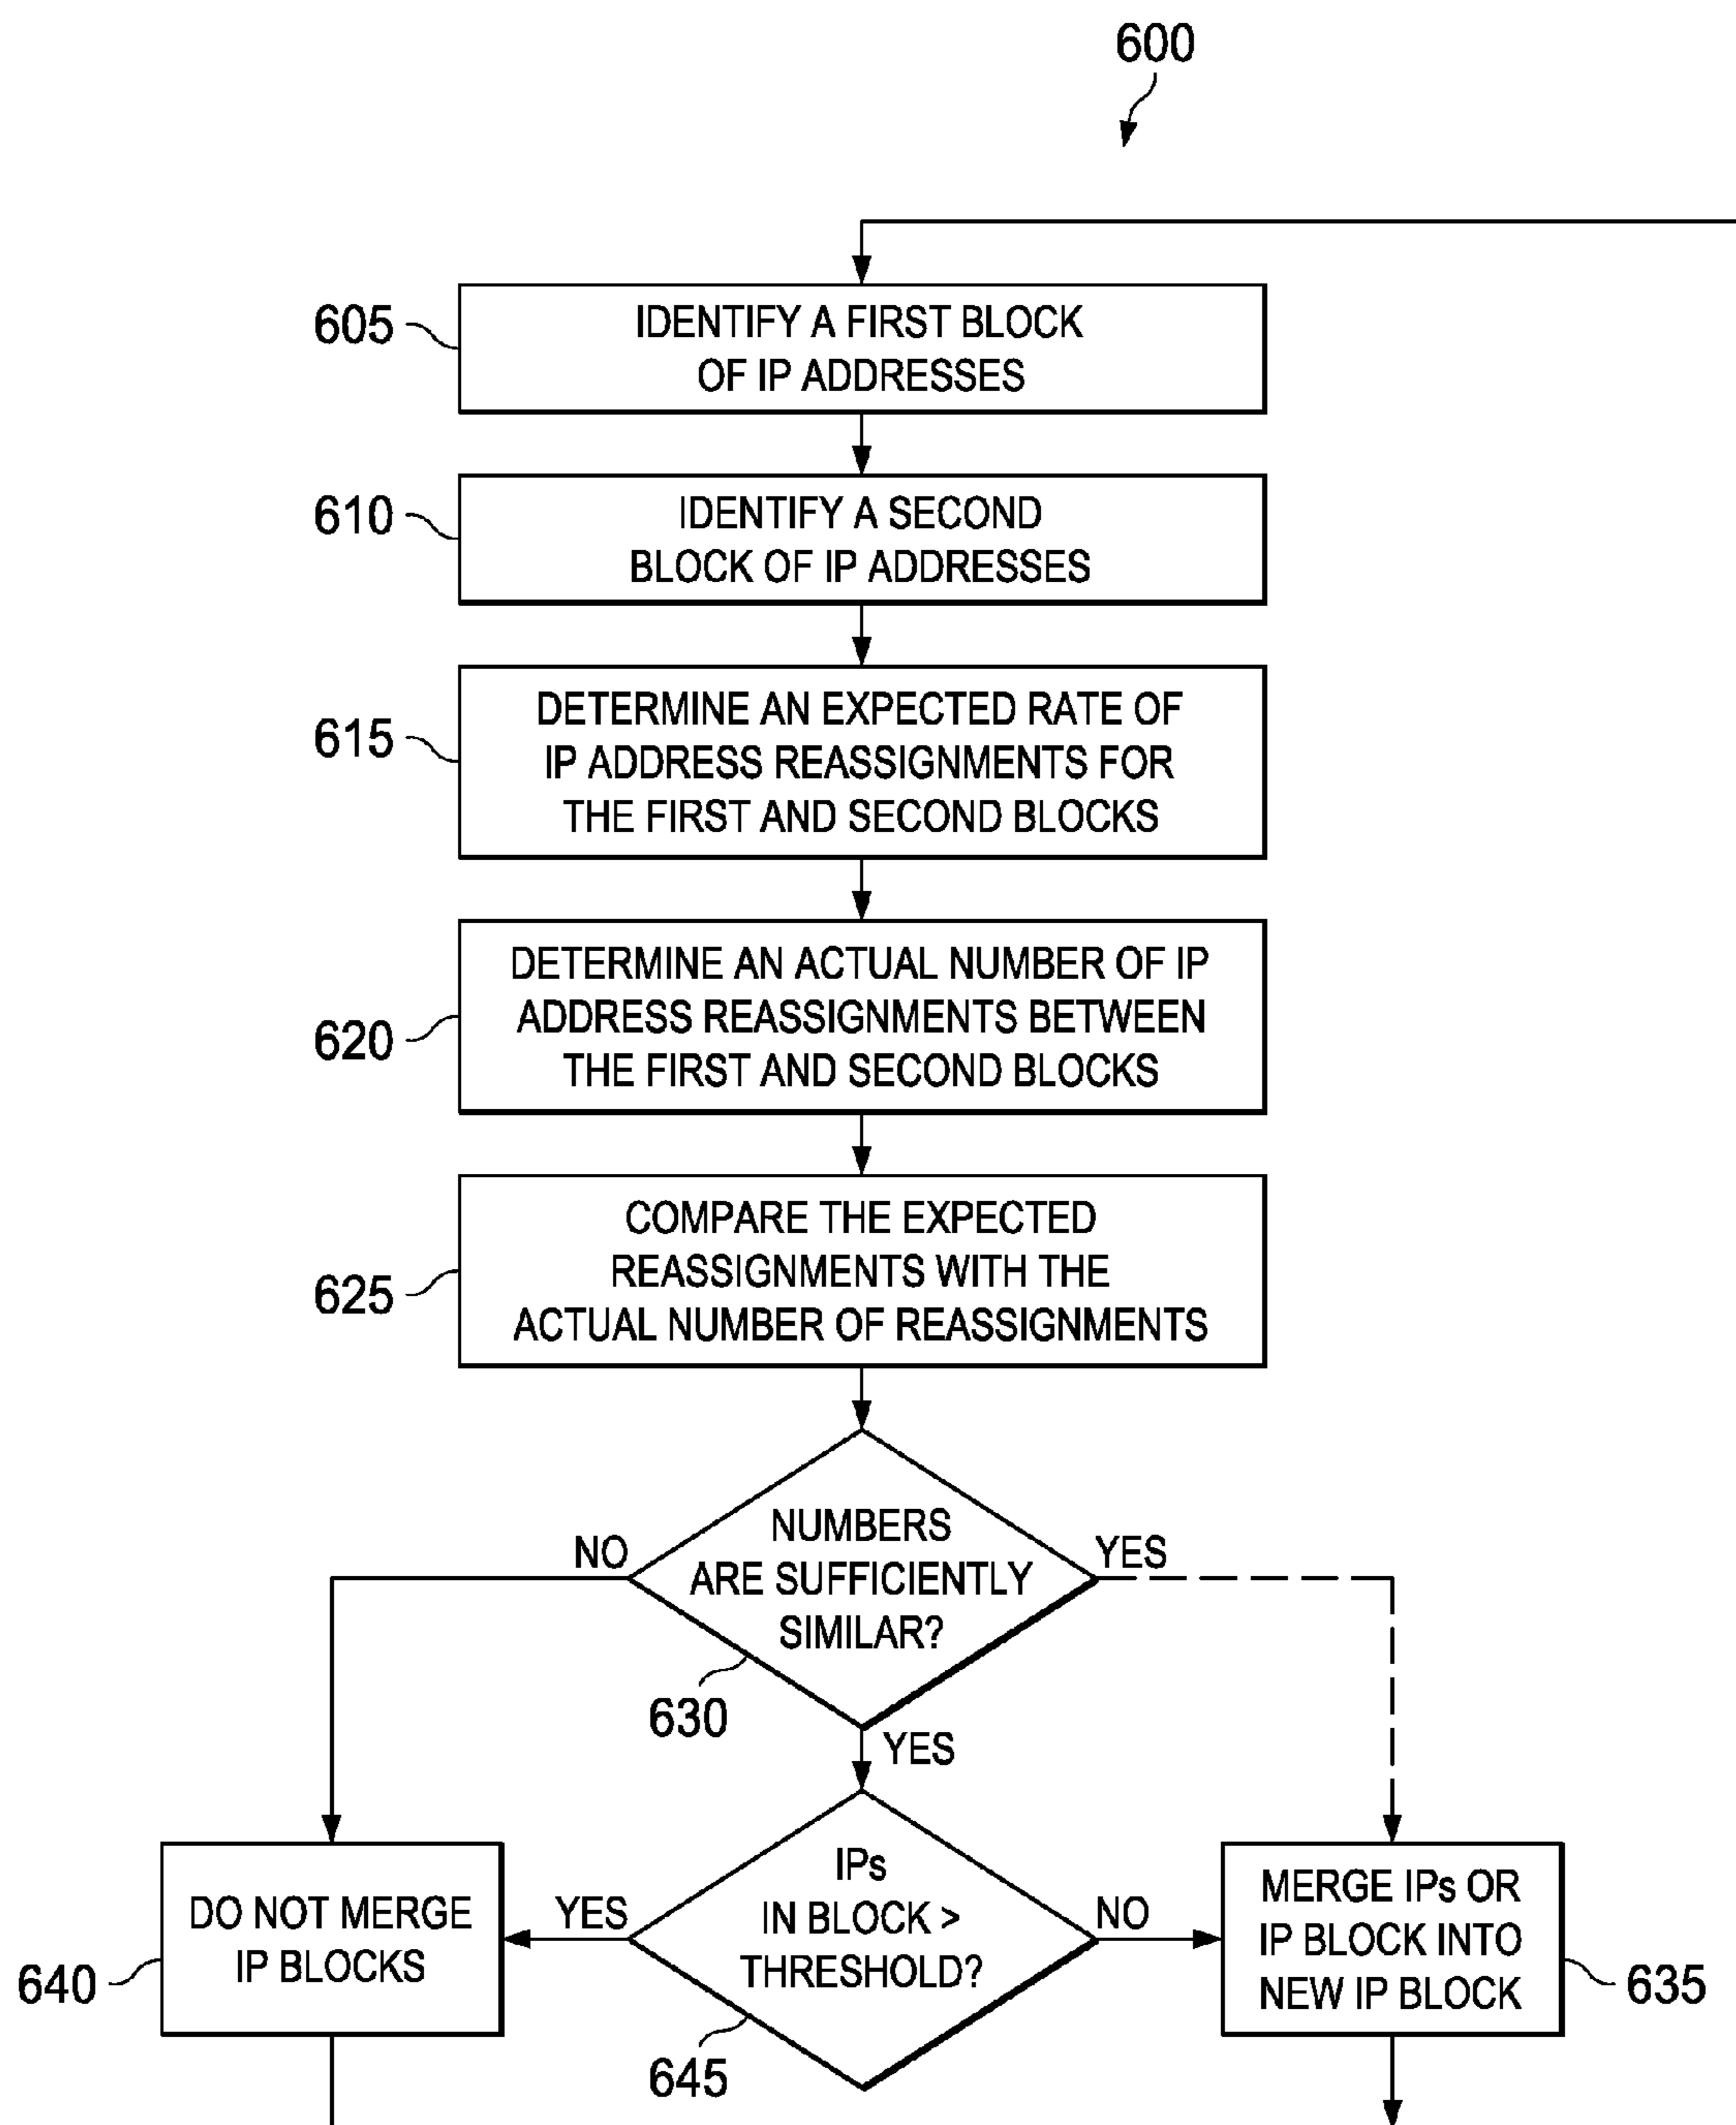 600
605
IDENTIFY A FIRST BLOCK
OF IP ADDRESSES
610
IDENTIFY A SECOND
BLOCK OF IP ADDRESSES
615
DETERMINE AN EXPECTED RATE OF
IP ADDRESS REASSIGNMENTS FOR
THE FIRST AND SECOND BLOCKS
620
DETERMINE AN ACTUAL NUMBER OF IP
ADDRESS REASSIGNMENTS BETWEEN
THE FIRST AND SECOND BLOCKS
625
COMPARE THE EXPECTED
REASSIGNMENTS WITH THE
ACTUAL NUMBER OF REASSIGNMENTS
NUMBERS
ARE SUFFICIENTLY
SIMILAR?
NO
YES
630
YES
DO NOT MERGE
IP BLOCKS
640
YES
IPs
IN BLOCK >
THRESHOLD?
645
NO
MERGE IPs OR
IP BLOCK INTO
NEW IP BLOCK
635